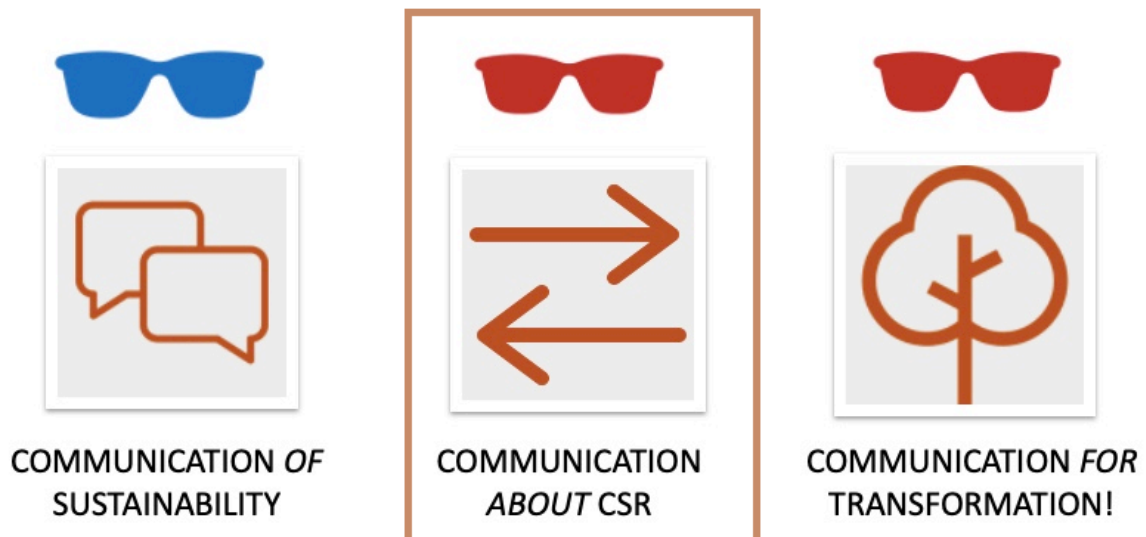 COMMUNICATION OF
SUSTAINABILITY
COMMUNICATION
ABOUT CSR
COMMUNICATION FOR
TRANSFORMATION!